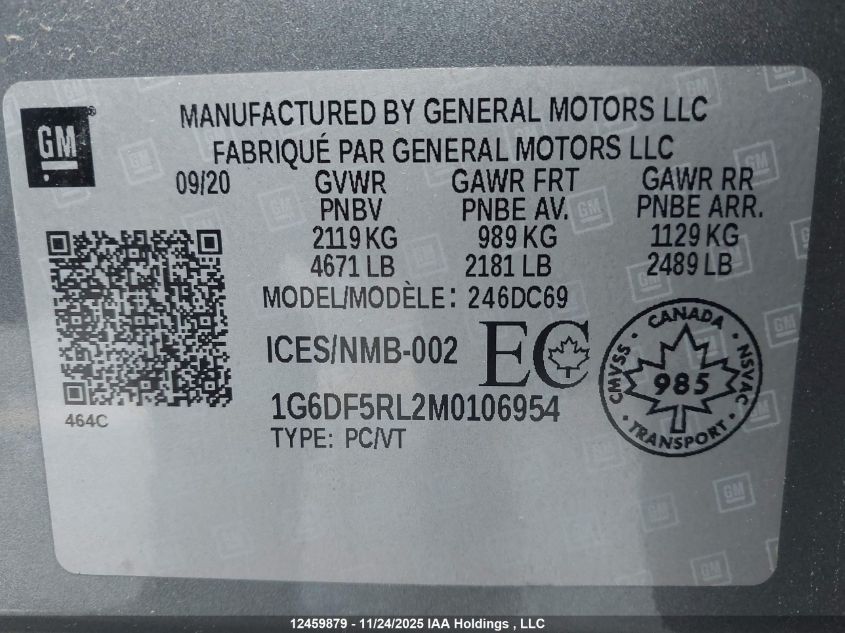 GM®
MANUFACTURED BY GENERAL MOTORS LLC
FABRIQUÉ PAR GENERAL MOTORS LLC
09/20 GVWR GAWR FRT GAWR RR
PNBV PNBE AV. PNBE ARR.
2119 KG 989 KG 1129 KG
4671 LB 2181 LB 2489 LB
MODEL/MODÈLE: 246DC69
ICES/NMB-002 EC
CANADA
CMVSS 985 NSVAC
TRANSPORT
464C
1G6DF5RL2M0106954
TYPE: PC/VT
12459879 - 11/24/2025 IAA Holdings , LLC